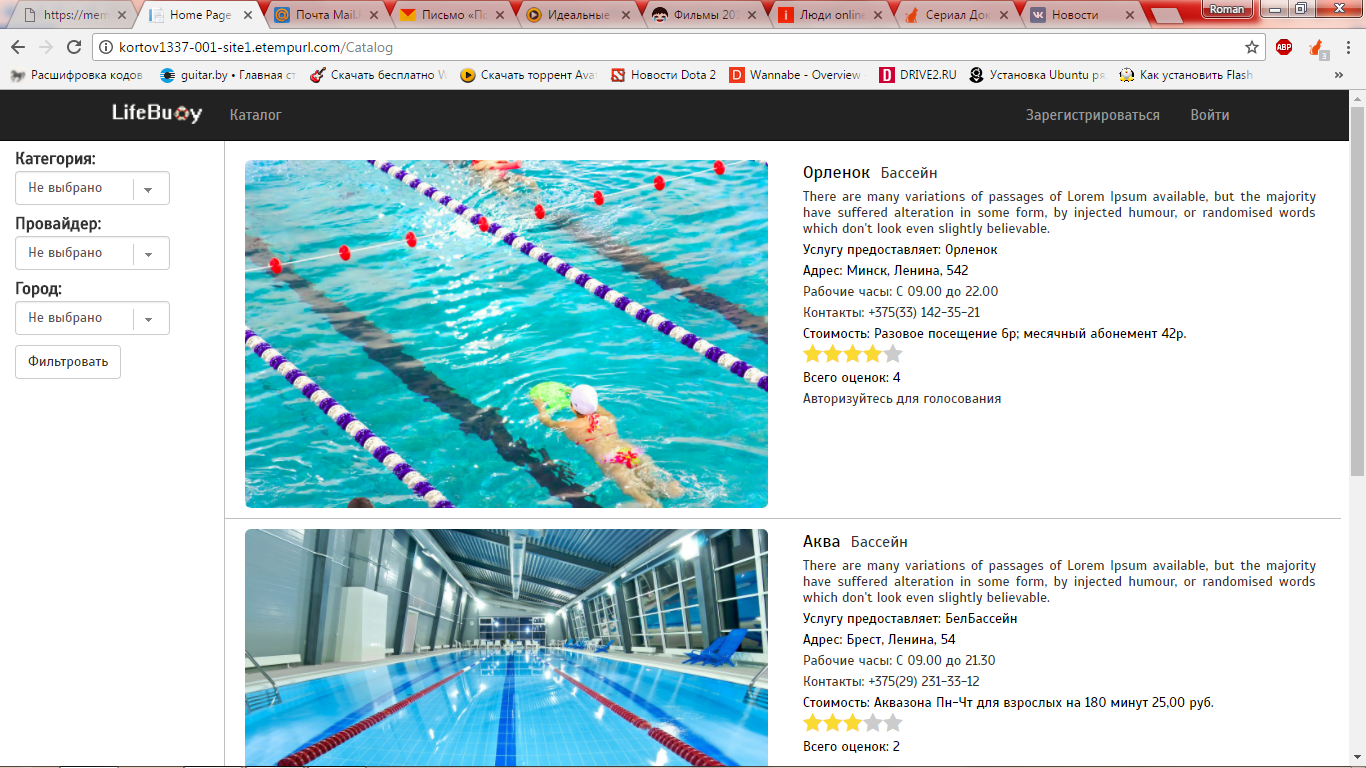 https://mem
Home Page
Почта Mail.
Письмо «По
Идеальные
Фильмы 20
Люди online
Сериал Док
Новости
Roman
kortov1337-001-site1.etempurl.com/Catalog
ABP
3
Расшифровка кодов
guitar.by • Главная ст
Скачать бесплатно
Скачать торрент Ava
Новости Dota 2
Wannabe - Overview
DRIVE2.RU
Установка Ubuntu ря
Как установить Flash
LifeBuoy
Каталог
Зарегистрироваться
Войти
Категория:
Не выбрано
Провайдер:
Не выбрано
Город:
Не выбрано
Фильтровать
Орленок Бассейн
There are many variations of passages of Lorem Ipsum available, but the majority
have suffered alteration in some form, by injected humour, or randomised words
which don't look even slightly believable.
Услугу предоставляет: Орленок
Адрес: Минск, Ленина, 542
Рабочие часы: С 09.00 до 22.00
Контакты: +375(33) 142-35-21
Стоимость: Разовое посещение 6р; месячный абонемент 42р.
Всего оценок: 4
Авторизуйтесь для голосования
Аква Бассейн
There are many variations of passages of Lorem Ipsum available, but the majority
have suffered alteration in some form, by injected humour, or randomised words
which don't look even slightly believable.
Услугу предоставляет: БелБассейн
Адрес: Брест, Ленина, 54
Рабочие часы: С 09.00 до 21.30
Контакты: +375(29) 231-33-12
Стоимость: Аквазона Пн-Чт для взрослых на 180 минут 25,00 руб.
Всего оценок: 2